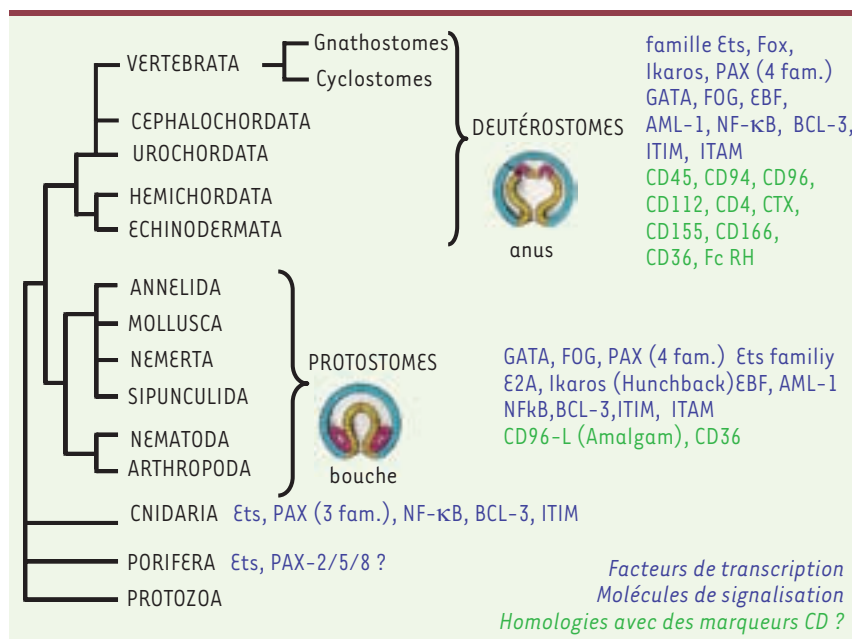 VERTEBRATA
Gnathostomes
Cyclostomes
CEPHALOCHORDATA
UROCHORDATA
HEMICHORDATA
ECHINODERMATA
DEUTÉROSTOMES
anus
famille Ets, Fox,
Ikaros, PAX (4 fam.)
GATA, FOG, EBF,
AML-1, NF-κB, BCL-3,
ITIM, ITAM
CD45, CD94, CD96,
CD112, CD4, CTX,
CD155, CD166,
CD36, Fc RH
ANNELIDA
MOLLUSCA
NEMERTA
SIPUNCULIDA
NEMATODA
ARTHROPODA
PROTOSTOMES
bouche
GATA, FOG, PAX (4 fam.) Ets familiy
E2A, Ikaros (Hunchback)EBF, AML-1
NFkB,BCL-3,ITIM, ITAM
CD96-L (Amalgam), CD36
CNIDARIA Ets, PAX (3 fam.), NF-κB, BCL-3, ITIM
PORIFERA Ets, PAX-2/5/8 ?
PROTOZOA
Facteurs de transcription
Molécules de signalisation
Homologies avec des marqueurs CD ?